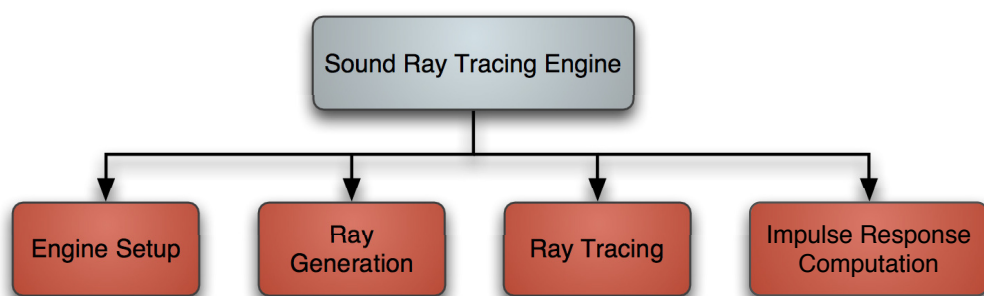 Sound Ray Tracing Engine
Engine Setup
Ray
Generation
Ray Tracing
Impulse Response
Computation